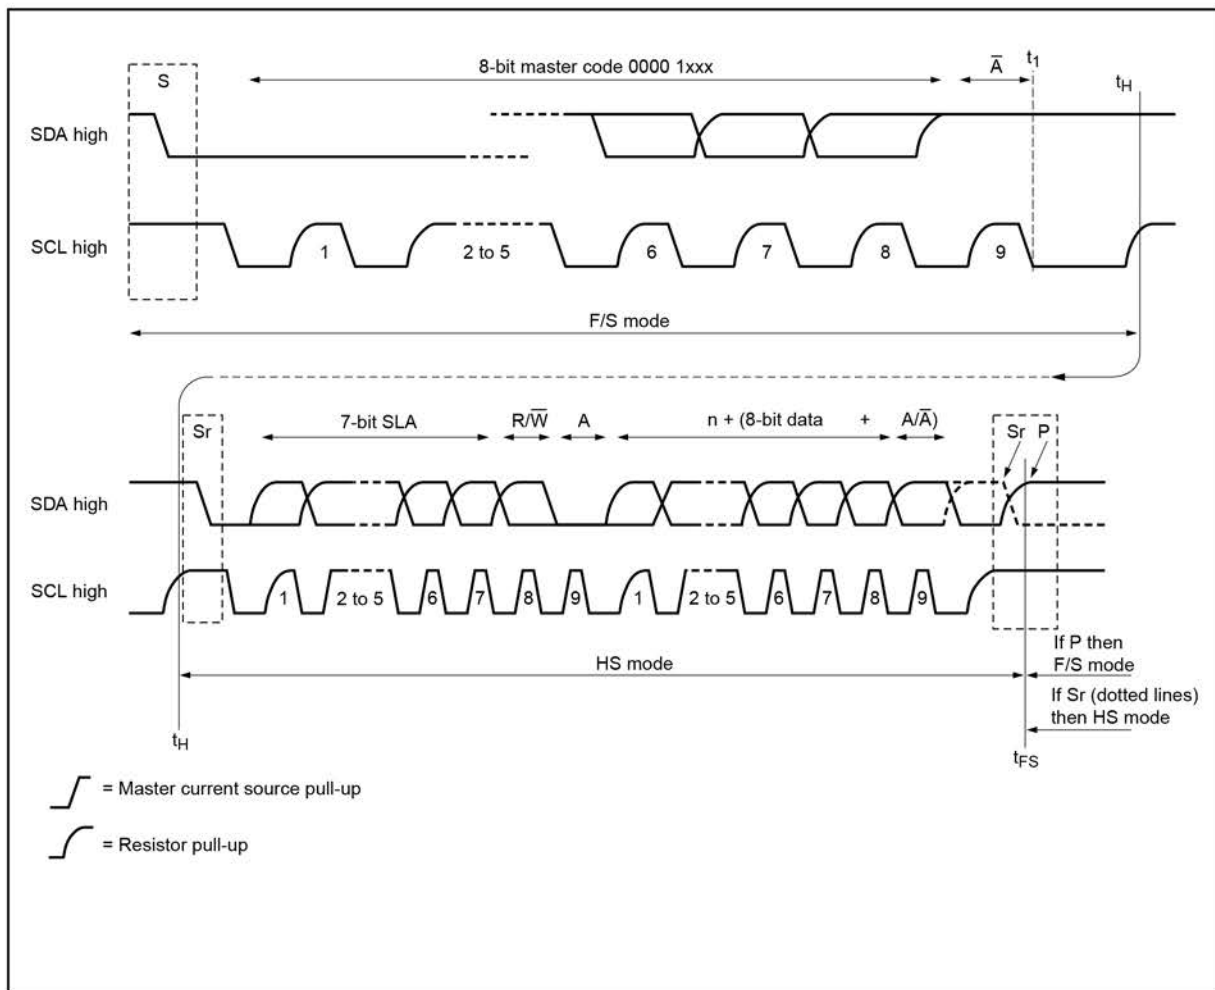 S
8-bit master code 0000 1xxx
A̅
t1
tH
SDA high
SCL high
1
2 to 5
6
7
8
9
F/S mode
Sr
7-bit SLA
R/W̅
A
n + (8-bit data + A/A̅)
Sr P
SDA high
SCL high
1
2 to 5
6
7
8
9
1
2 to 5
6
7
8
9
If P then
F/S mode
HS mode
If Sr (dotted lines)
then HS mode
tH
tFS
= Master current source pull-up
= Resistor pull-up